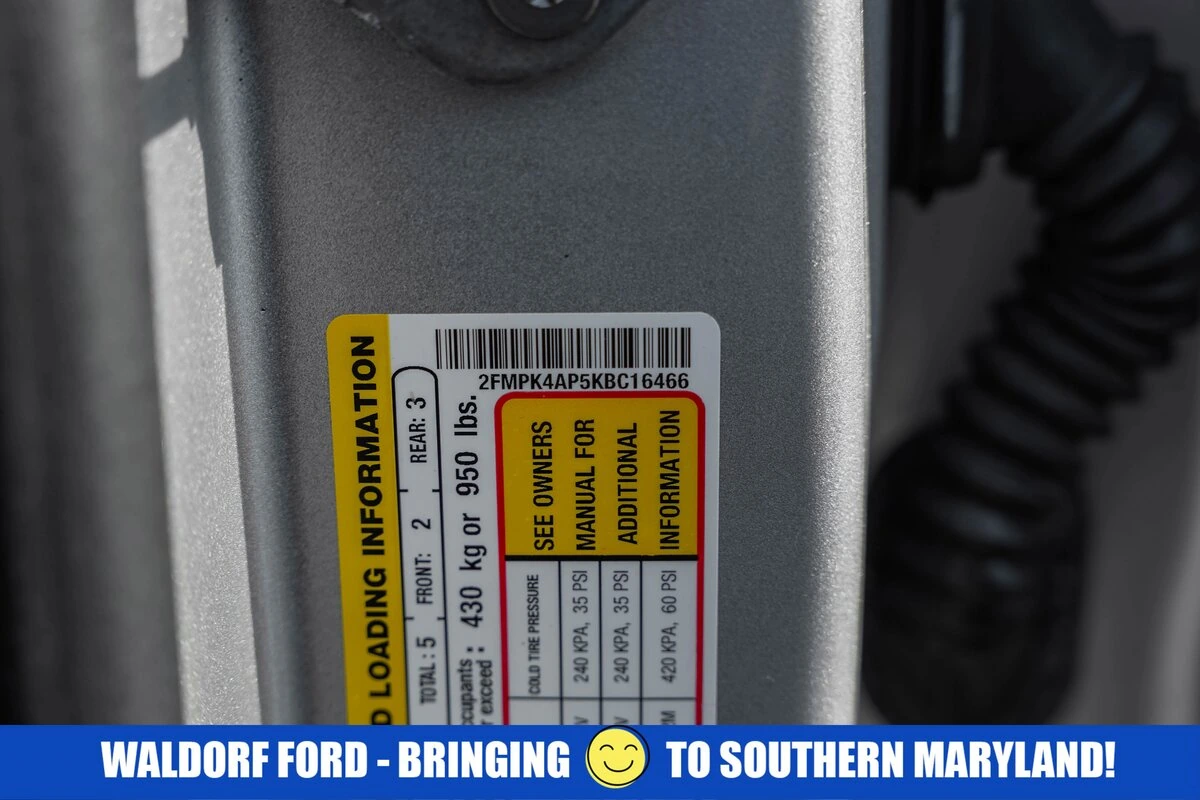 2FMPK4AP5KBC16466
D LOADING INFORMATION
TOTAL : 5 FRONT: 2 REAR: 3
ccupants :
r exceed : 430 kg or 950 lbs.
COLD TIRE PRESSURE
240 KPA, 35 PSI
240 KPA, 35 PSI
420 KPA, 60 PSI
SEE OWNERS
MANUAL FOR
ADDITIONAL
INFORMATION
WALDORF FORD - BRINGING TO SOUTHERN MARYLAND!